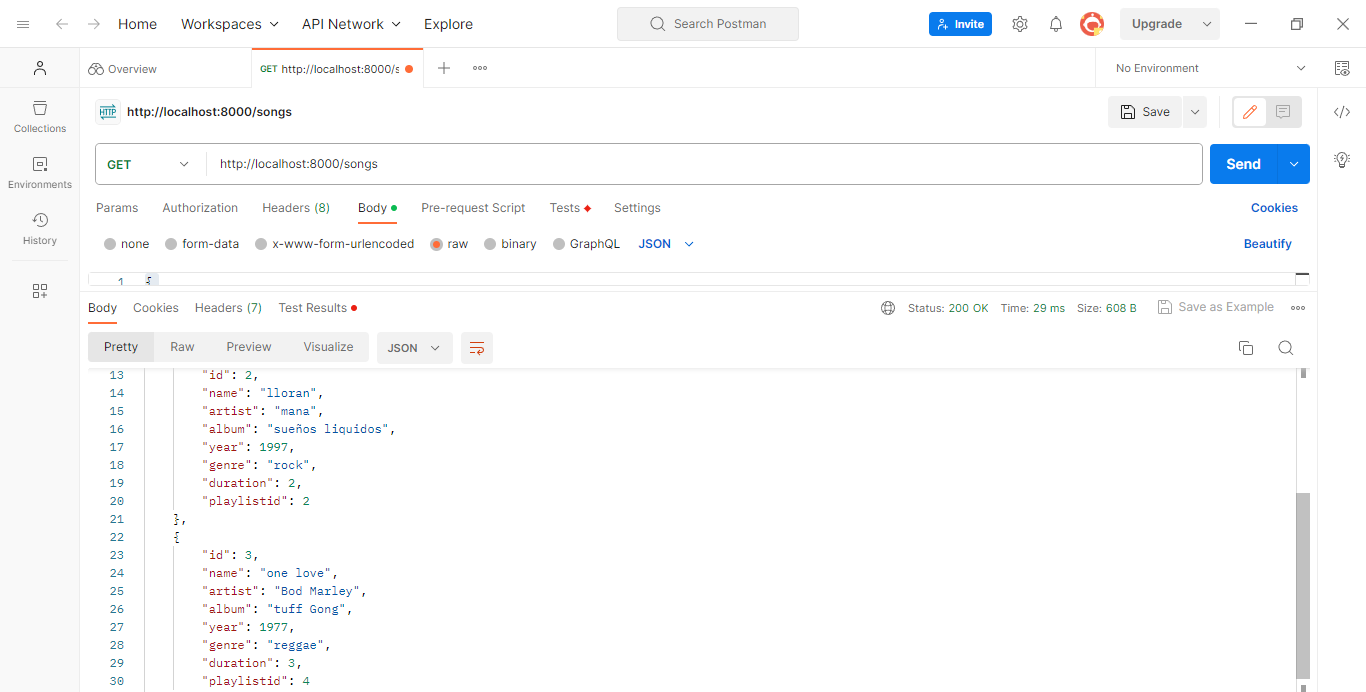 Home Workspaces API Network Explore Search Postman Invite Upgrade
Overview GET http://localhost:8000/s No Environment
HTTP http://localhost:8000/songs Save
Collections
GET http://localhost:8000/songs Send
Environments
Params Authorization Headers (8) Body Pre-request Script Tests Settings Cookies
History
none form-data x-www-form-urlencoded raw binary GraphQL JSON Beautify
1 {
Body Cookies Headers (7) Test Results Status: 200 OK Time: 29 ms Size: 608 B Save as Example
Pretty Raw Preview Visualize JSON
13 "id": 2,
14 "name": "lloran",
15 "artist": "mana",
16 "album": "sueños liquidos",
17 "year": 1997,
18 "genre": "rock",
19 "duration": 2,
20 "playlistid": 2
21 },
22 {
23 "id": 3,
24 "name": "one love",
25 "artist": "Bod Marley",
26 "album": "tuff Gong",
27 "year": 1977,
28 "genre": "reggae",
29 "duration": 3,
30 "playlistid": 4